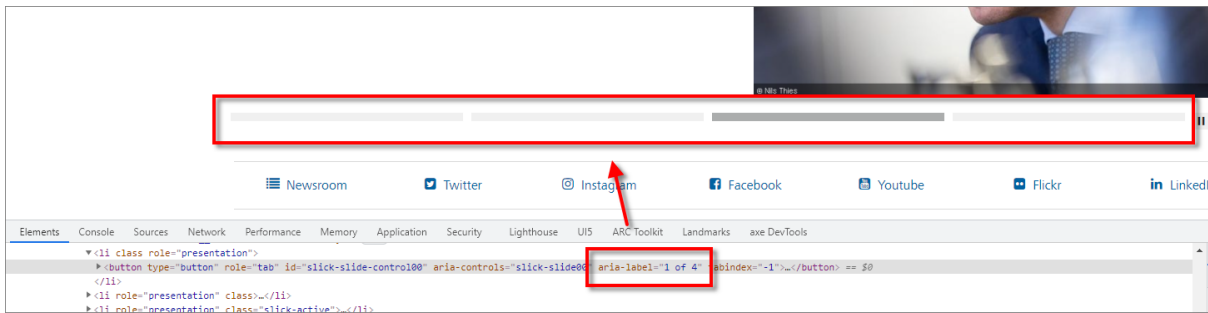 © Nils Thies
Newsroom Twitter Instagram Facebook Youtube Flickr LinkedI
Elements Console Sources Network Performance Memory Application Security Lighthouse UI5 ARC Toolkit Landmarks axe DevTools
▼<li class role="presentation">
▶<button type="button" role="tab" id="slick-slide-control00" aria-controls="slick-slide00" aria-label="1 of 4" tabindex="-1">…</button> == $0
</li>
▶<li role="presentation" class>…</li>
▶<li role="presentation" class="slick-active">…</li>